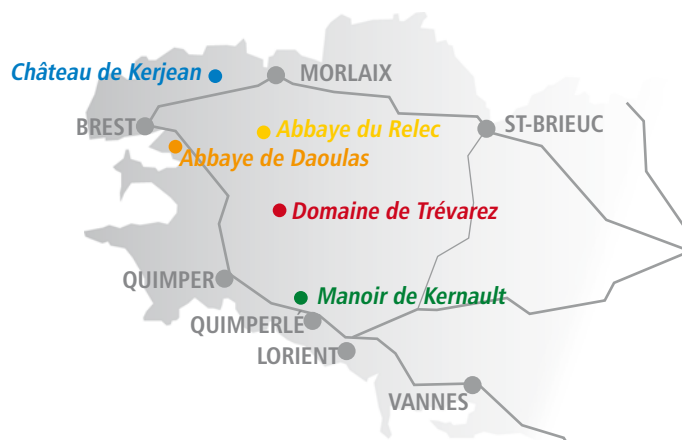 Château de Kerjean
MORLAIX
BREST
Abbaye du Relec
ST-BRIEUC
Abbaye de Daoulas
Domaine de Trévarez
QUIMPER
Manoir de Kernault
QUIMPERLÉ
LORIENT
VANNES